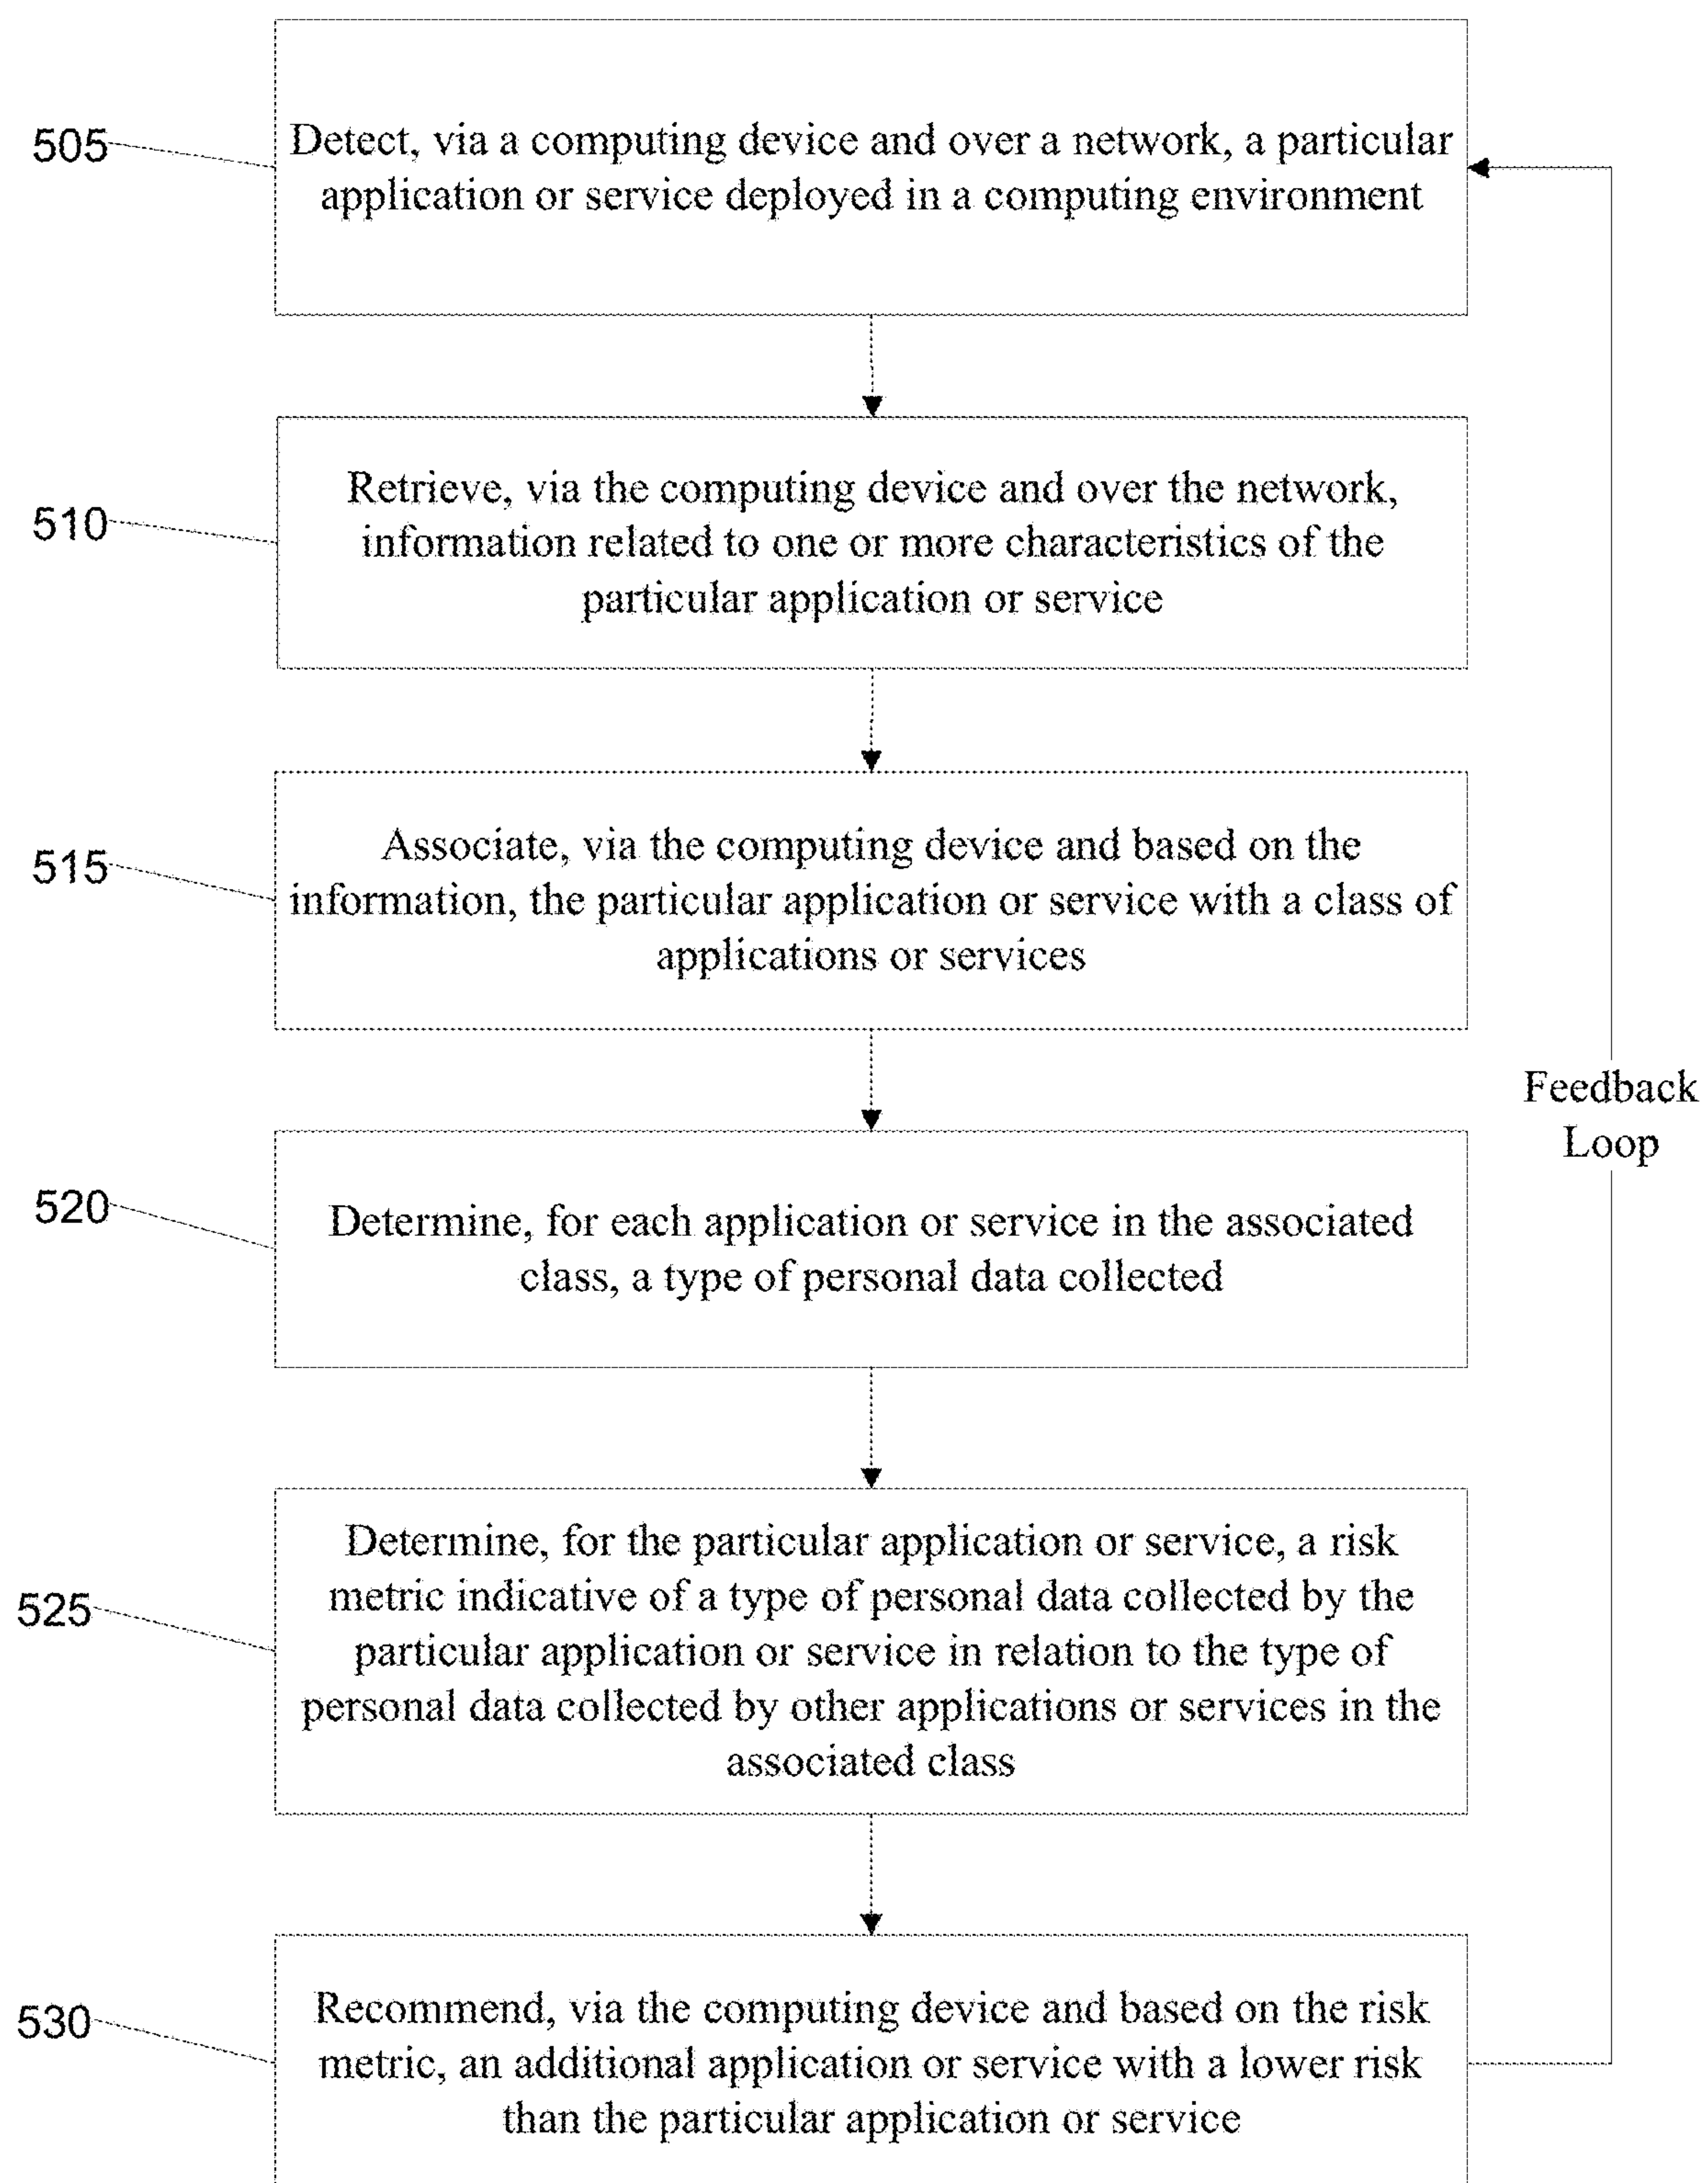 505
Detect, via a computing device and over a network, a particular
application or service deployed in a computing environment
510
Retrieve, via the computing device and over the network,
information related to one or more characteristics of the
particular application or service
515
Associate, via the computing device and based on the
information, the particular application or service with a class of
applications or services
Feedback
Loop
520
Determine, for each application or service in the associated
class, a type of personal data collected
525
Determine, for the particular application or service, a risk
metric indicative of a type of personal data collected by the
particular application or service in relation to the type of
personal data collected by other applications or services in the
associated class
530
Recommend, via the computing device and based on the risk
metric, an additional application or service with a lower risk
than the particular application or service